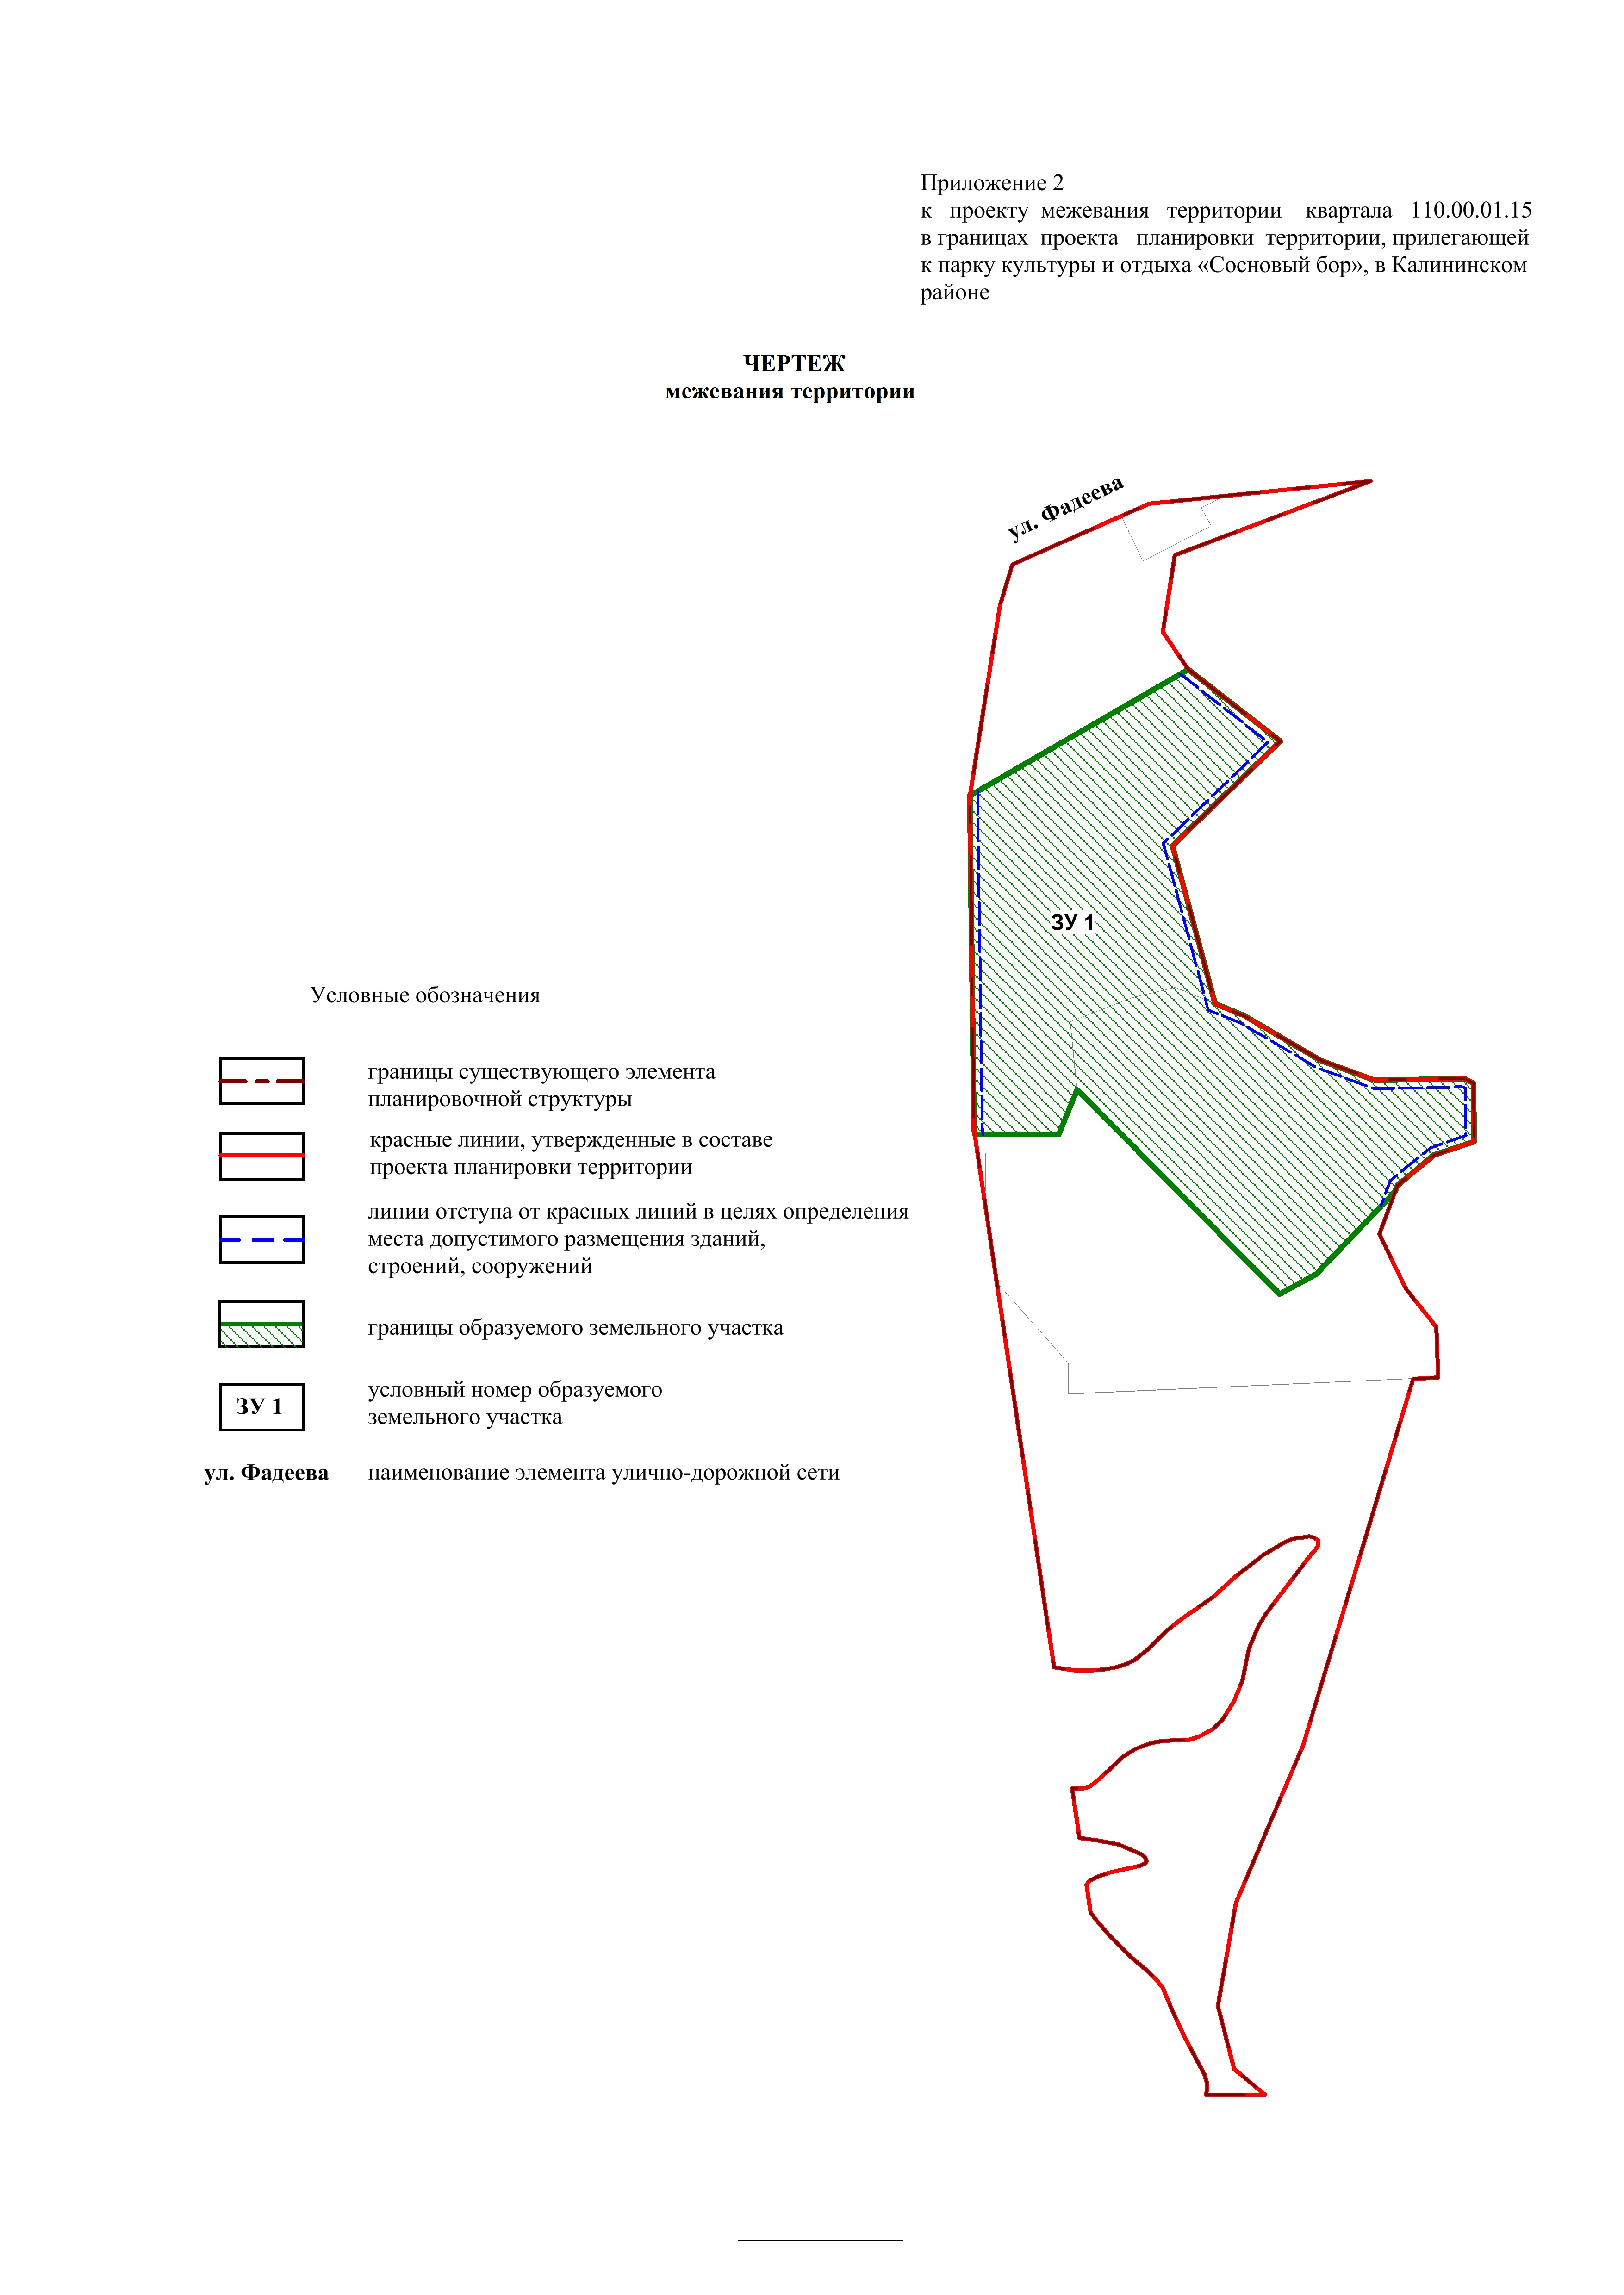 Приложение 2
к проекту межевания территории квартала 110.00.01.15
в границах проекта планировки территории, прилегающей
к парку культуры и отдыха «Сосновый бор», в Калининском
районе
ЧЕРТЕЖ
межевания территории
ул. Фадеева
ЗУ 1
Условные обозначения
границы существующего элемента
планировочной структуры
красные линии, утвержденные в составе
проекта планировки территории
линии отступа от красных линий в целях определения
места допустимого размещения зданий,
строений, сооружений
границы образуемого земельного участка
ЗУ 1
условный номер образуемого
земельного участка
ул. Фадеева наименование элемента улично-дорожной сети